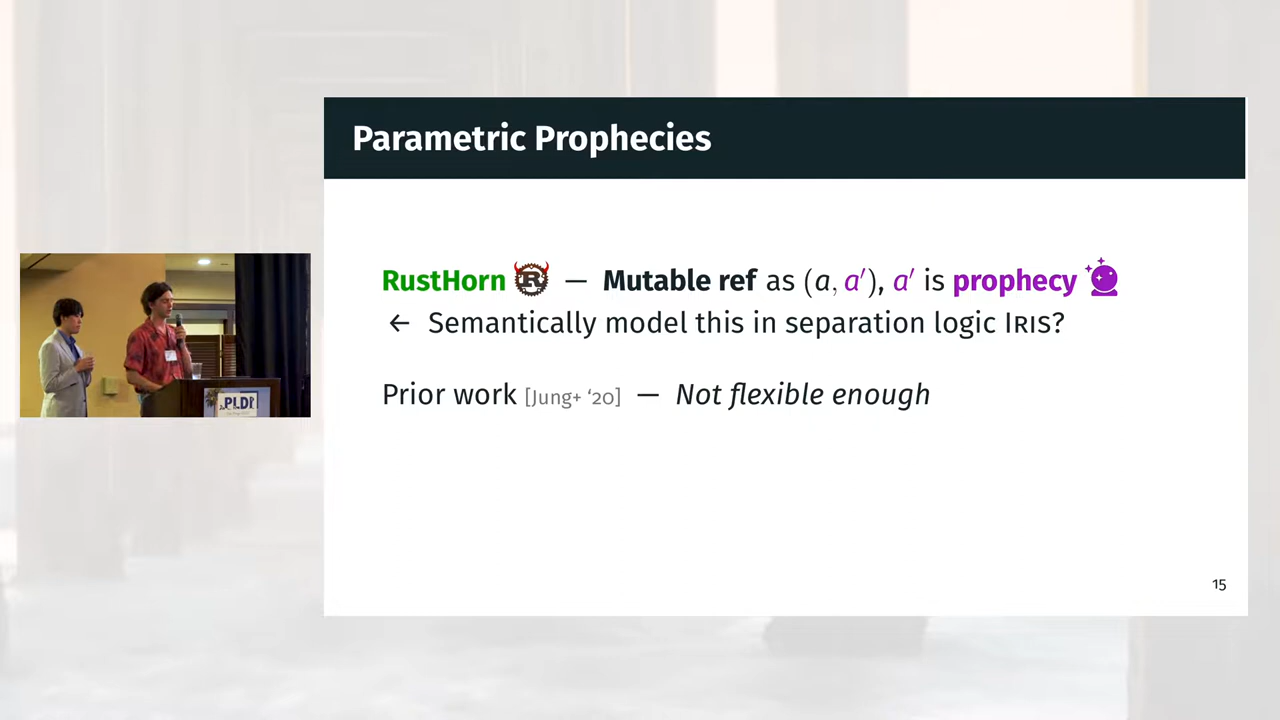 Parametric Prophecies
RustHorn R — Mutable ref as (a, a′), a′ is prophecy
← Semantically model this in separation logic IRIS?
Prior work [Jung+ ‘20] — Not flexible enough
PLDI
15